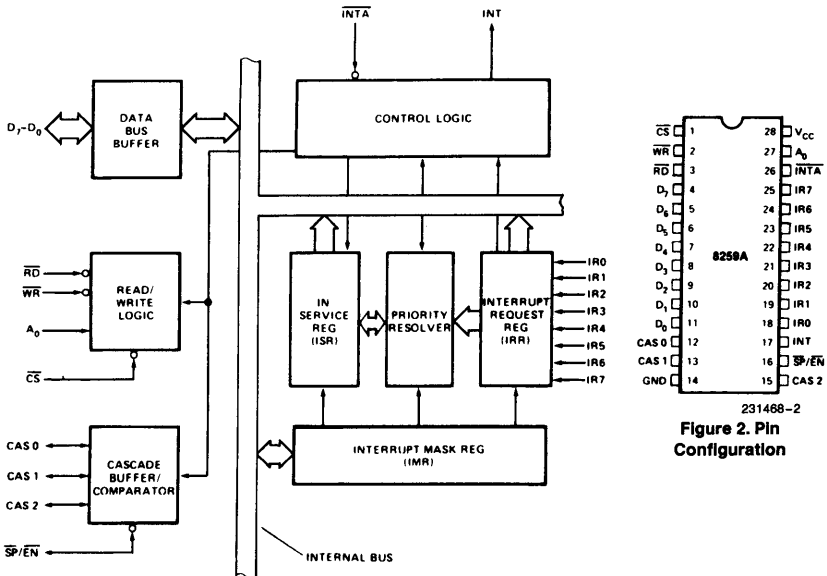 INTA
INT
D7-D0
DATA
BUS
BUFFER
CONTROL LOGIC
RD
WR
A0
CS
READ/
WRITE
LOGIC
IN
SERVICE
REG
(ISR)
PRIORITY
RESOLVER
INTERRUPT
REQUEST
REG
(IRR)
IR0
IR1
IR2
IR3
IR4
IR5
IR6
IR7
CAS 0
CAS 1
CAS 2
SP/EN
CASCADE
BUFFER/
COMPARATOR
INTERRUPT MASK REG
(IMR)
INTERNAL BUS
CS 1 28 VCC
WR 2 27 A0
RD 3 26 INTA
D7 4 25 IR7
D6 5 24 IR6
D5 6 23 IR5
D4 7 22 IR4
8259A
D3 8 21 IR3
D2 9 20 IR2
D1 10 19 IR1
D0 11 18 IR0
CAS 0 12 17 INT
CAS 1 13 16 SP/EN
GND 14 15 CAS 2
231468-2
Figure 2. Pin
Configuration